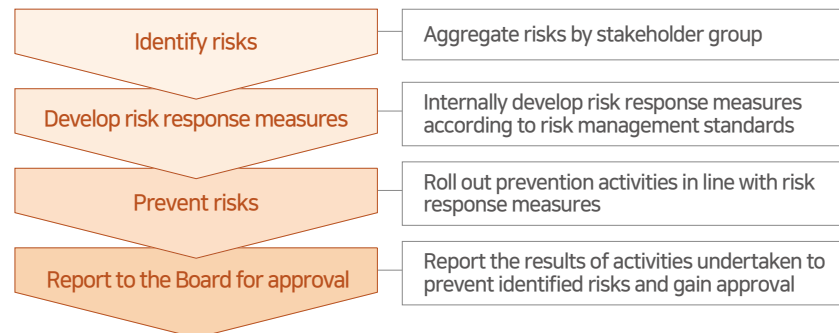 Identify risks
Aggregate risks by stakeholder group
Develop risk response measures
Internally develop risk response measures
according to risk management standards
Prevent risks
Roll out prevention activities in line with risk
response measures
Report to the Board for approval
Report the results of activities undertaken to
prevent identified risks and gain approval